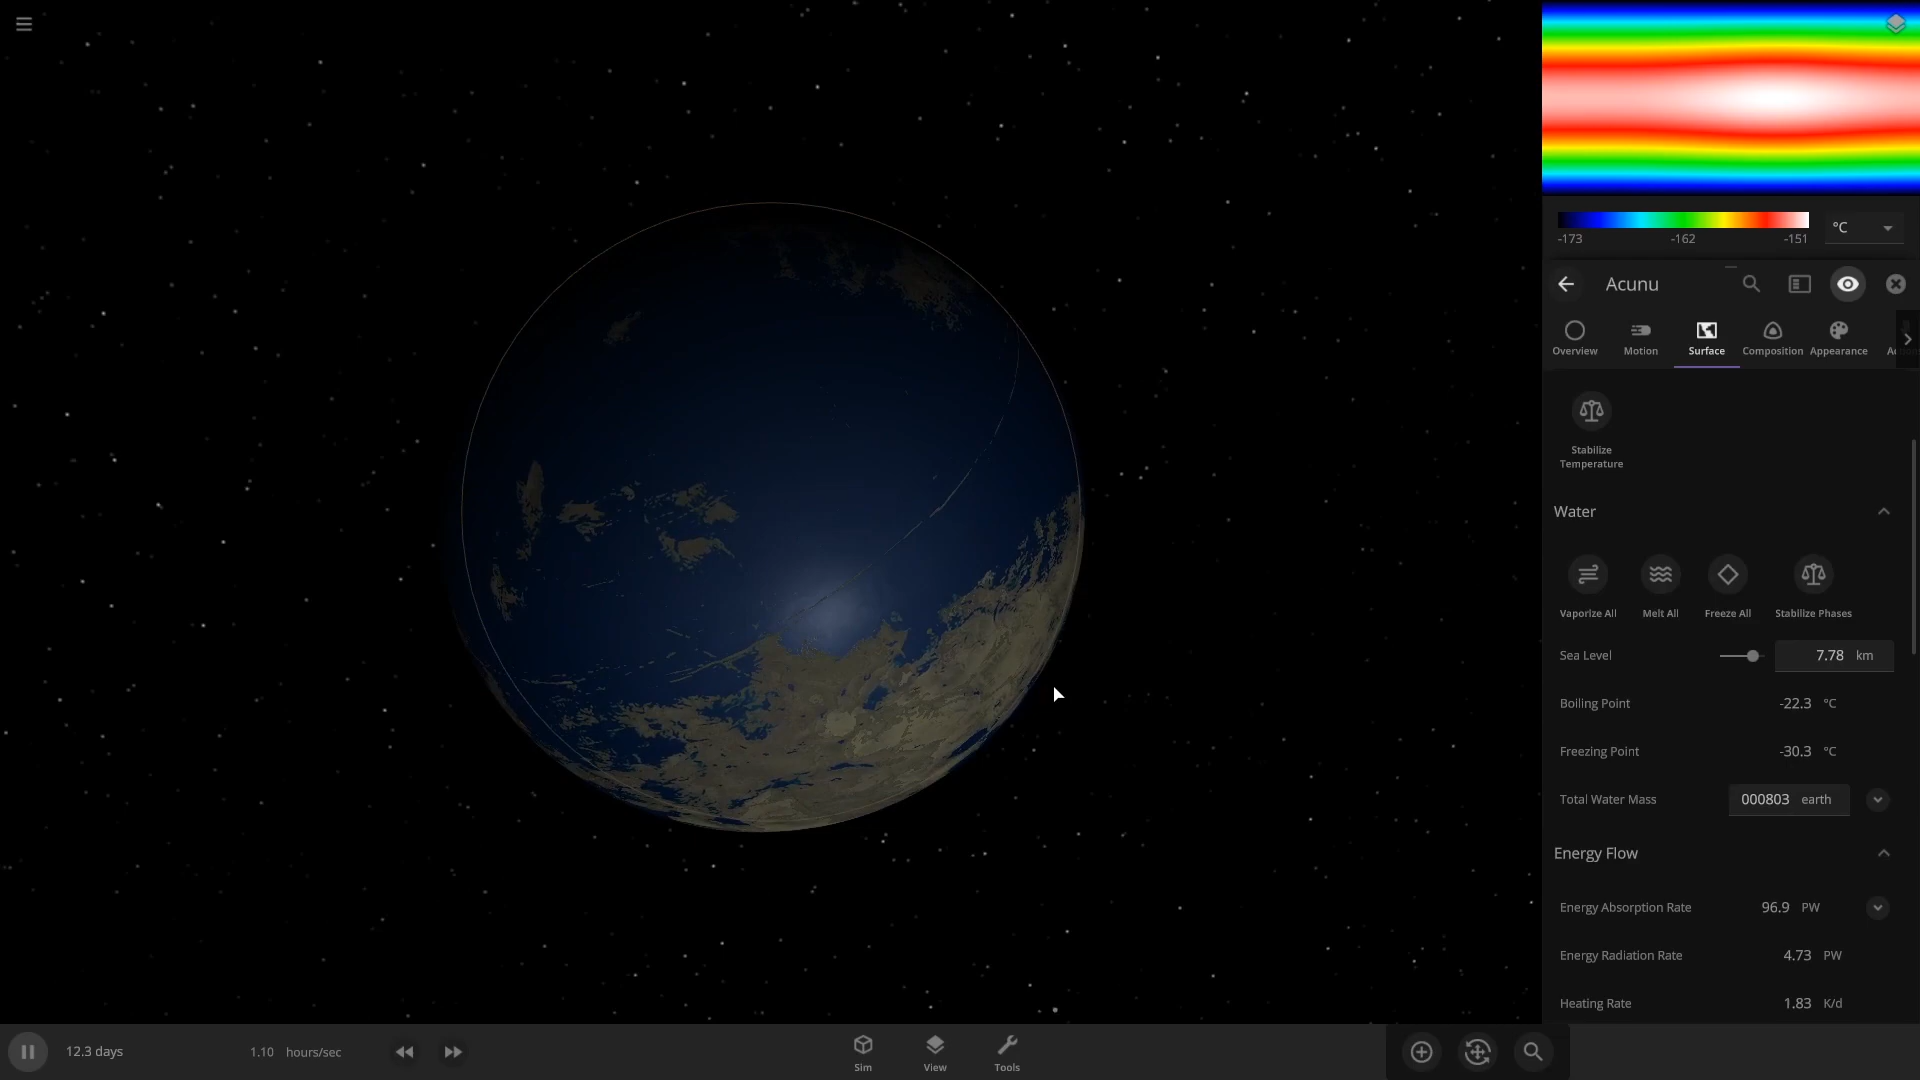 -173
-162
-151
°C
Acunu
Overview
Motion
Surface
Composition
Appearance
Stabilize
Temperature
Water
Vaporize All
Melt All
Freeze All
Stabilize Phases
Sea Level
7.78 km
Boiling Point
-22.3 °C
Freezing Point
-30.3 °C
Total Water Mass
000803 earth
Energy Flow
Energy Absorption Rate
96.9 PW
Energy Radiation Rate
4.73 PW
Heating Rate
1.83 K/d
12.3 days
1.10 hours/sec
Sim
View
Tools